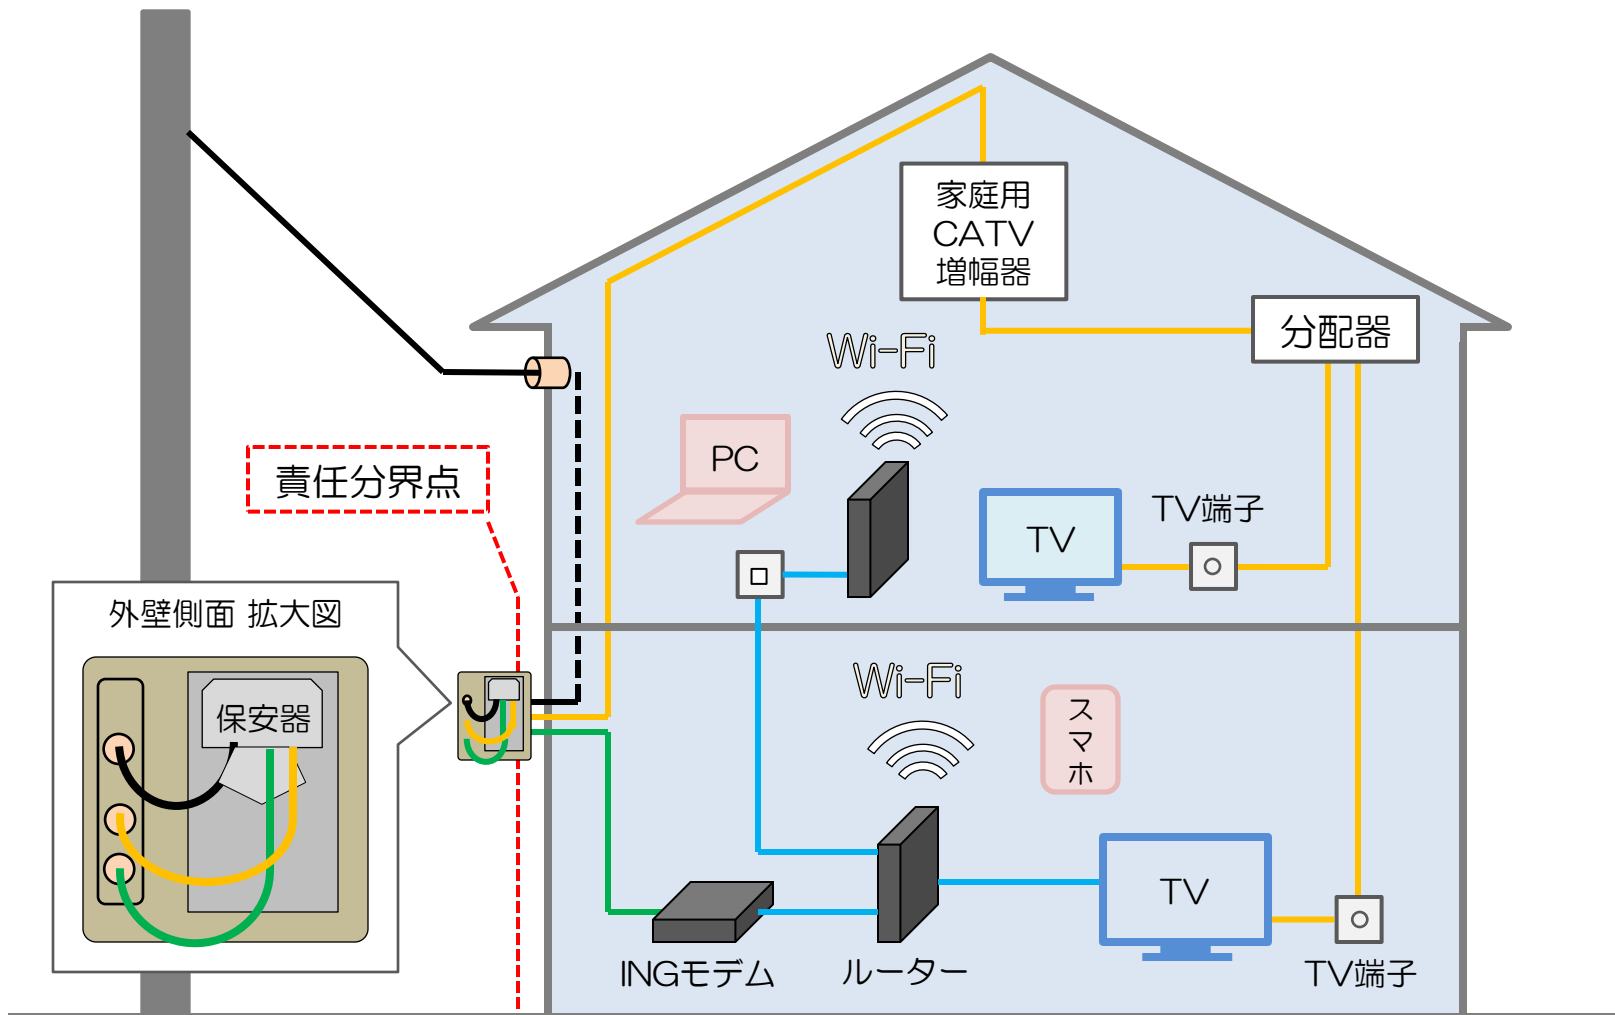 家庭用
CATV
増幅器
分配器
Wi-Fi
PC
責任分界点
TV端子
TV
外壁側面 拡大図
保安器
Wi-Fi
スマホ
TV
INGモデム
ルーター
TV端子